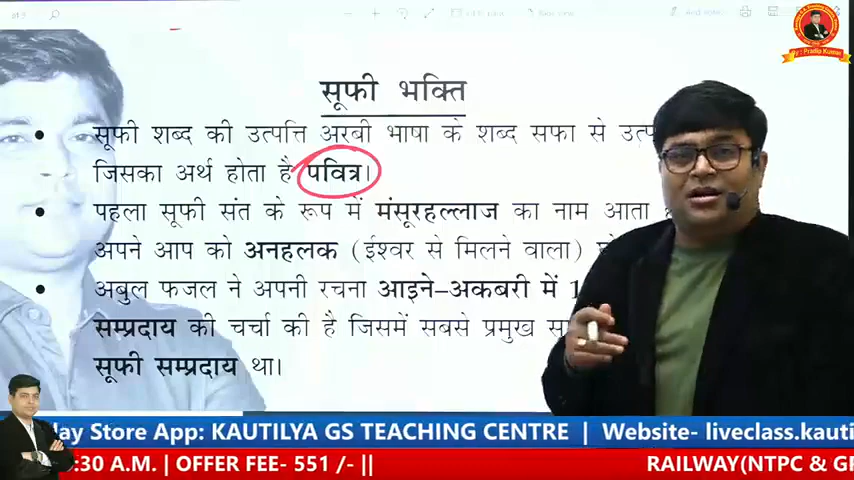 सूफी भक्ति
सूफी शब्द की उत्पत्ति अरबी भाषा के शब्द सफा से
जिसका अर्थ होता है पवित्र।
पहला सूफी संत के रूप में मंसूरहल्लाज का नाम आता
अपने आप को अनहलक (ईश्वर से मिलने वाला)
अबुल फजल ने अपनी रचना आइने–अकबरी में 1
सम्प्रदाय की चर्चा की है जिसमें सबसे प्रमुख
सूफी सम्प्रदाय था।
lay Store App: KAUTILYA GS TEACHING CENTRE | Website- liveclass.kauti
:30 A.M. | OFFER FEE- 551 /- || RAILWAY(NTPC & GR